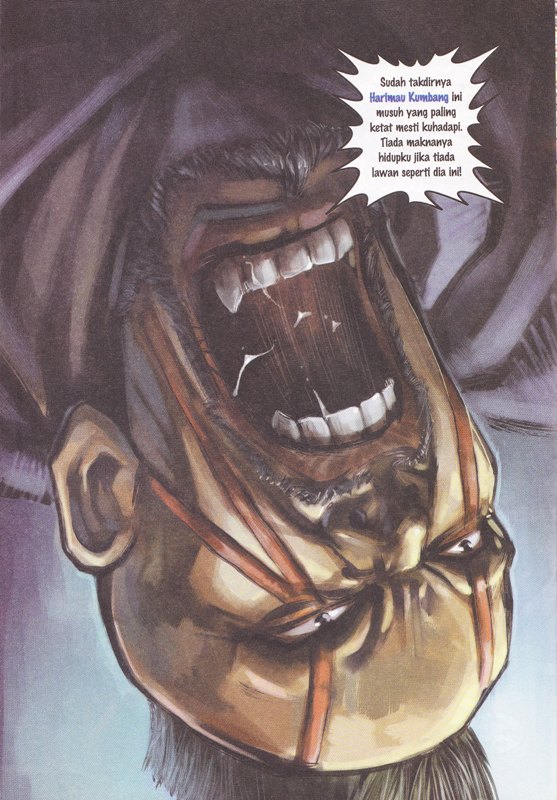 Sudah takdirnya
Harimau Kumbang ini
musuh yang paling
ketat mesti kuhadapi.
Tiada maknanya
hidupku jika tiada
lawan seperti dia ini!